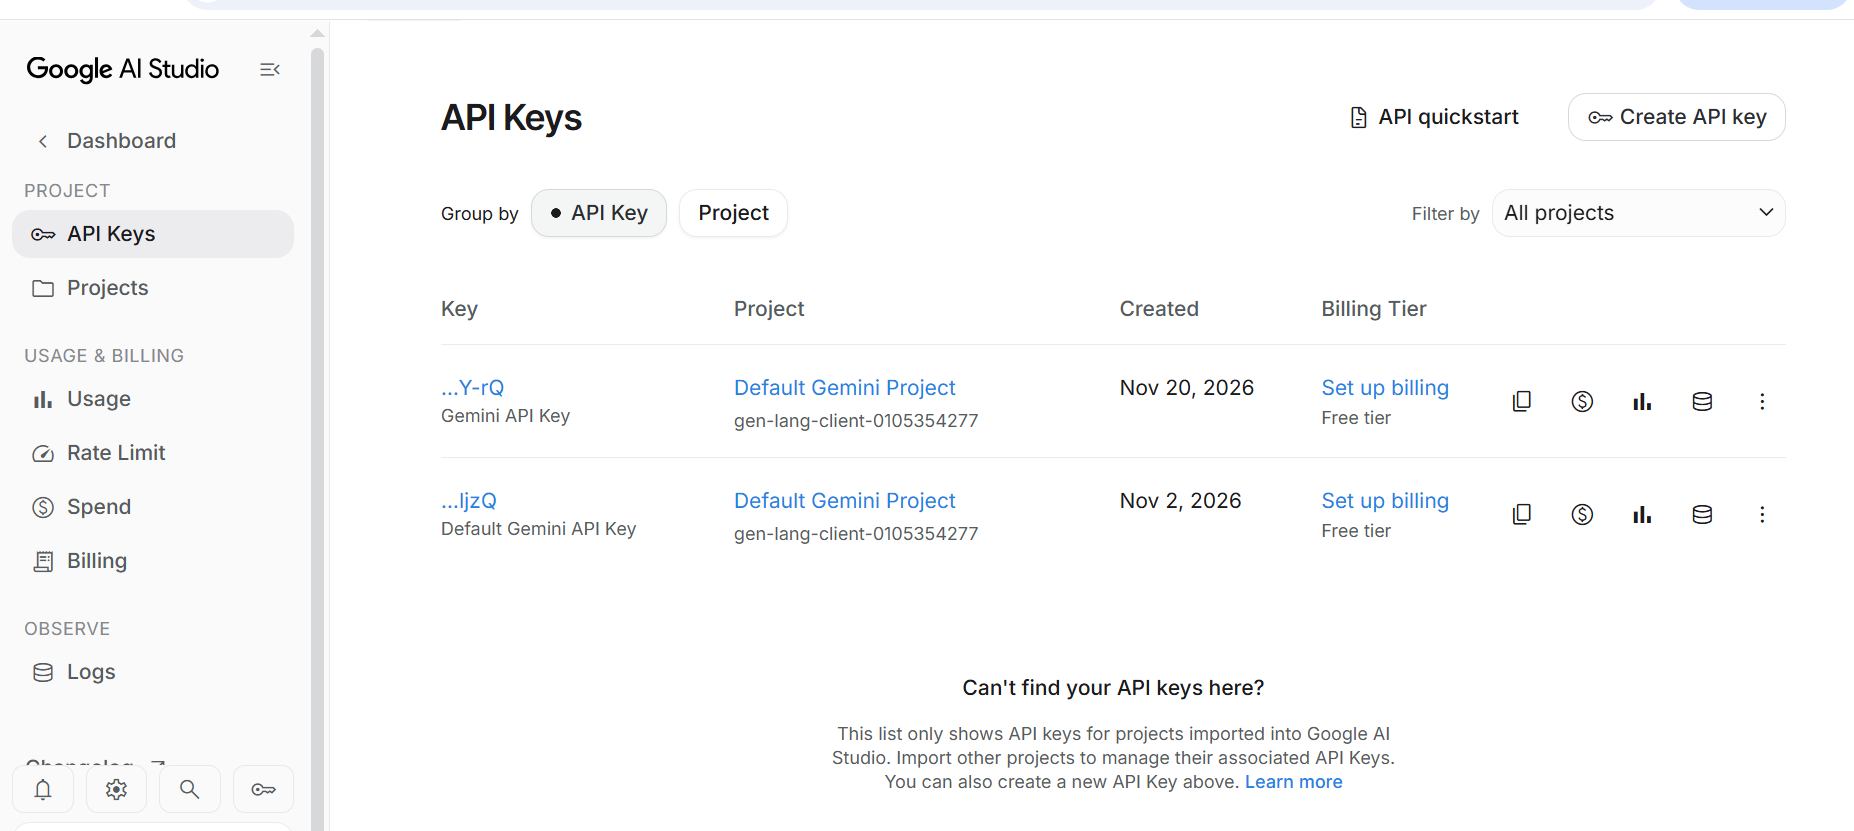 Google AI Studio
Dashboard
PROJECT
API Keys
Projects
USAGE & BILLING
Usage
Rate Limit
Spend
Billing
OBSERVE
Logs
Changelog
API Keys
API quickstart
Create API key
Group by
API Key
Project
Filter by
All projects
Key Project Created Billing Tier
...Y-rQ Default Gemini Project Nov 20, 2026 Set up billing
Gemini API Key gen-lang-client-0105354277 Free tier
...ljzQ Default Gemini Project Nov 2, 2026 Set up billing
Default Gemini API Key gen-lang-client-0105354277 Free tier
Can't find your API keys here?
This list only shows API keys for projects imported into Google AI
Studio. Import other projects to manage their associated API Keys.
You can also create a new API Key above. Learn more